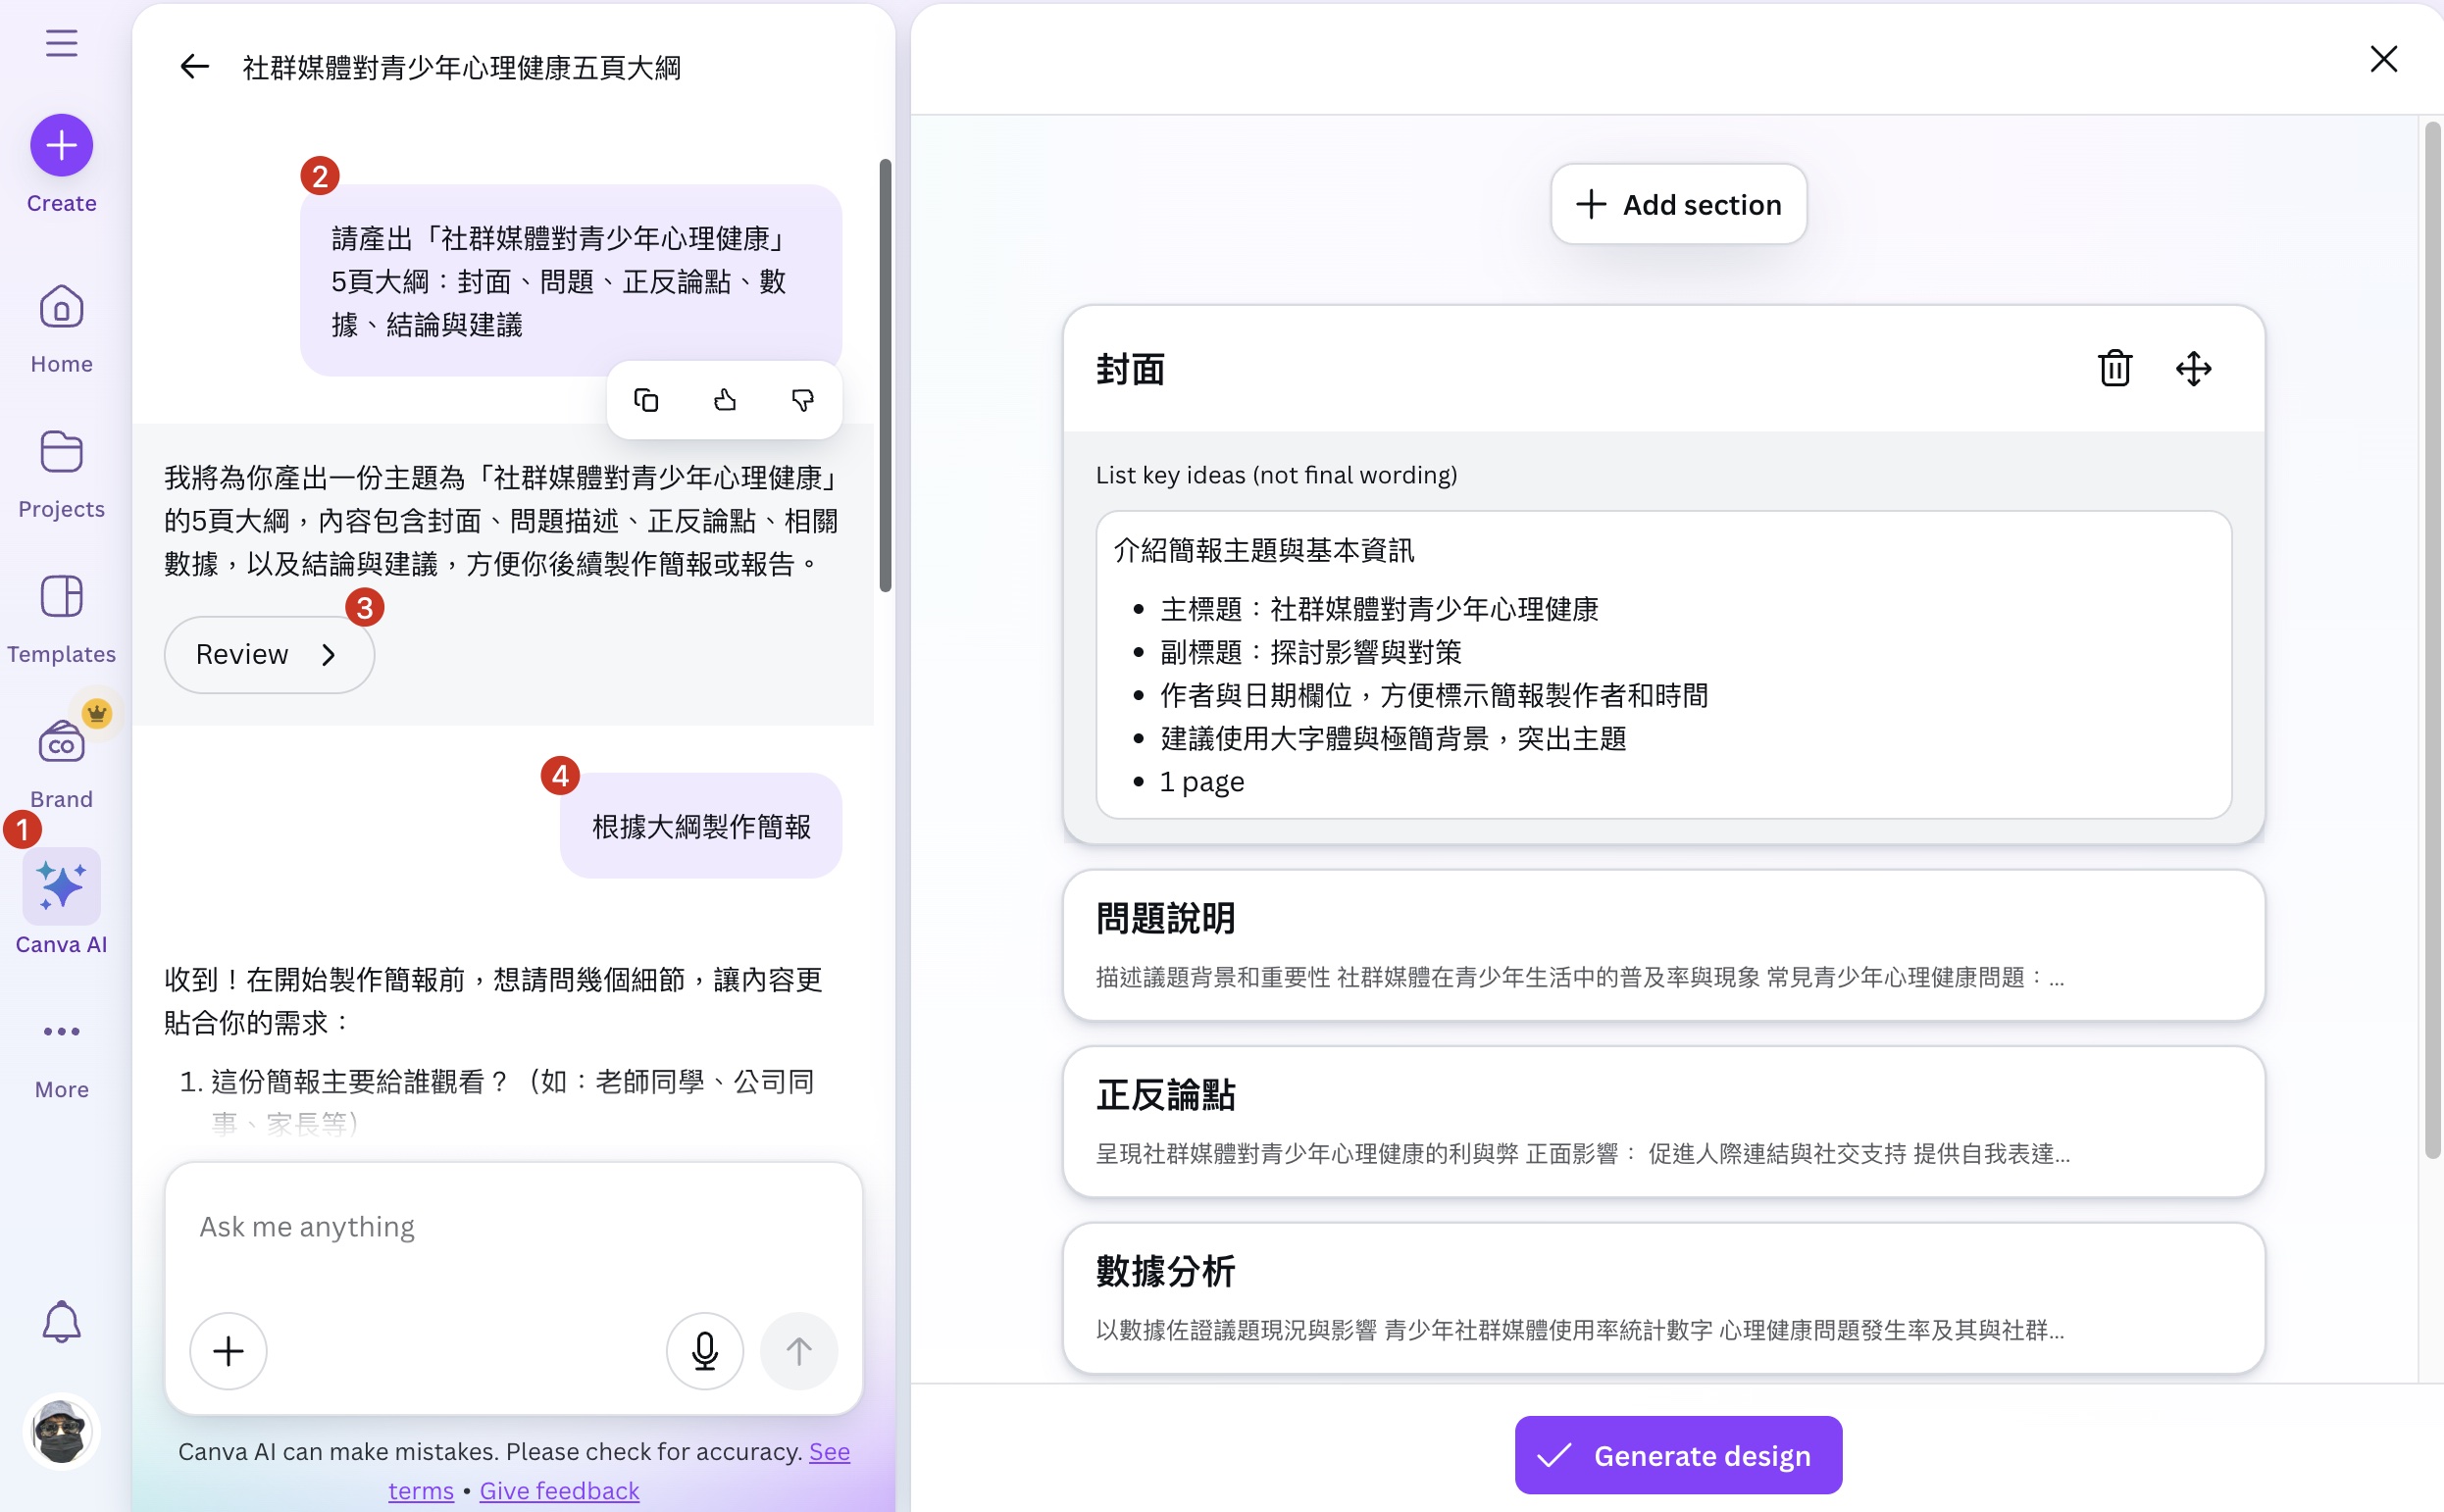 Create
Home
Projects
Templates
CO
Brand
1
Canva AI
More
社群媒體對青少年心理健康五頁大綱
2
請產出「社群媒體對青少年心理健康」
5頁大綱：封面、問題、正反論點、數
據、結論與建議
我將為你產出一份主題為「社群媒體對青少年心理健康」
的5頁大綱，內容包含封面、問題描述、正反論點、相關
數據，以及結論與建議，方便你後續製作簡報或報告。
3
Review
4
根據大綱製作簡報
收到！在開始製作簡報前，想請問幾個細節，讓內容更
貼合你的需求：
1. 這份簡報主要給誰觀看？（如：老師同學、公司同
事、家長等）
Ask me anything
Canva AI can make mistakes. Please check for accuracy. See
terms • Give feedback
Add section
封面
List key ideas (not final wording)
介紹簡報主題與基本資訊
• 主標題：社群媒體對青少年心理健康
• 副標題：探討影響與對策
• 作者與日期欄位，方便標示簡報製作者和時間
• 建議使用大字體與極簡背景，突出主題
• 1 page
問題說明
描述議題背景和重要性 社群媒體在青少年生活中的普及率與現象 常見青少年心理健康問題：...
正反論點
呈現社群媒體對青少年心理健康的利與弊 正面影響： 促進人際連結與社交支持 提供自我表達...
數據分析
以數據佐證議題現況與影響 青少年社群媒體使用率統計數字 心理健康問題發生率及其與社群...
Generate design